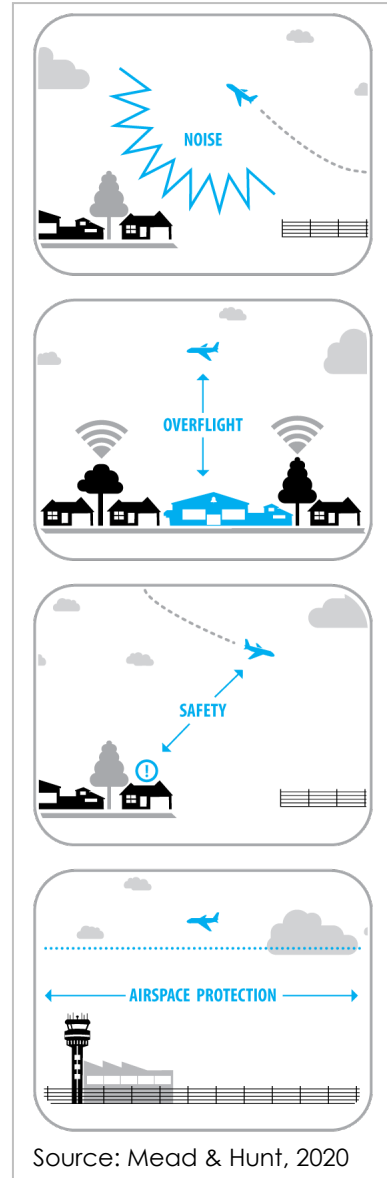 NOISE
OVERFLIGHT
SAFETY
!
AIRSPACE PROTECTION
Source: Mead & Hunt, 2020